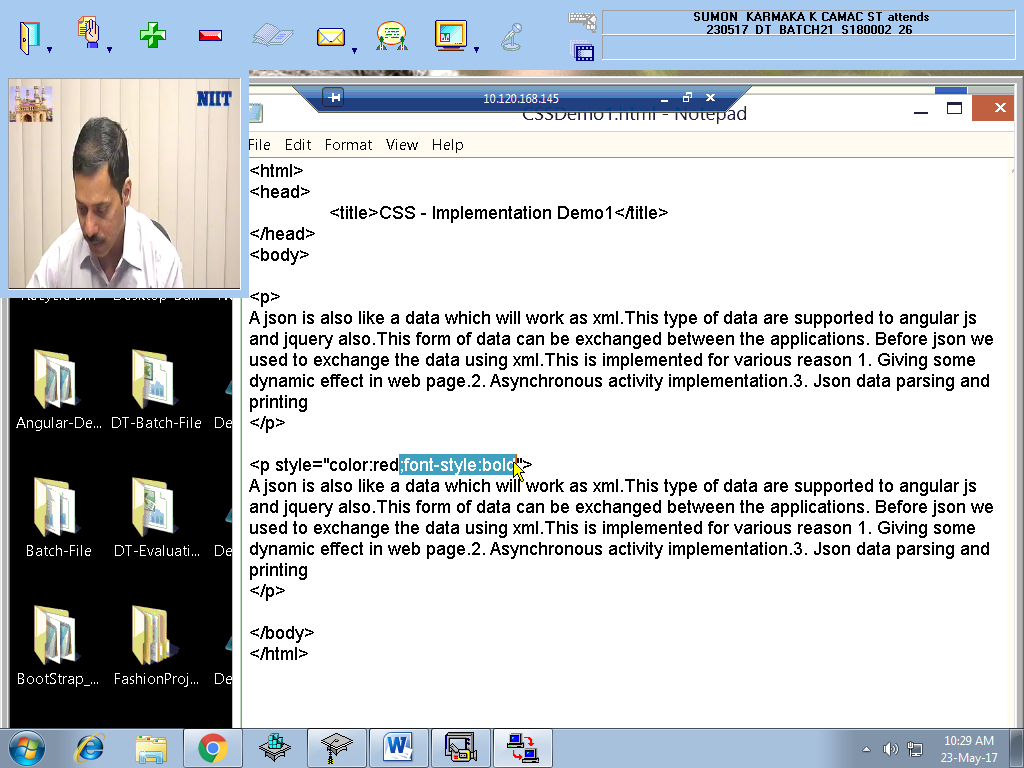 SUMON KARMAKA K CAMAC ST attends
230517_DT_BATCH21_S180002_26
NIIT
10.120.168.145
CSSDemo1.html - Notepad
File Edit Format View Help
<html>
<head>
<title>CSS - Implementation Demo1</title>
</head>
<body>
<p>
A json is also like a data which will work as xml.This type of data are supported to angular js
and jquery also.This form of data can be exchanged between the applications. Before json we
used to exchange the data using xml.This is implemented for various reason 1. Giving some
dynamic effect in web page.2. Asynchronous activity implementation.3. Json data parsing and
printing
</p>
<p style="color:red;font-style:bold">
A json is also like a data which will work as xml.This type of data are supported to angular js
and jquery also.This form of data can be exchanged between the applications. Before json we
used to exchange the data using xml.This is implemented for various reason 1. Giving some
dynamic effect in web page.2. Asynchronous activity implementation.3. Json data parsing and
printing
</p>
</body>
</html>
Angular-De... DT-Batch-File De
Batch-File DT-Evaluati... De
BootStrap_... FashionProj... De
10:29 AM
23-May-17